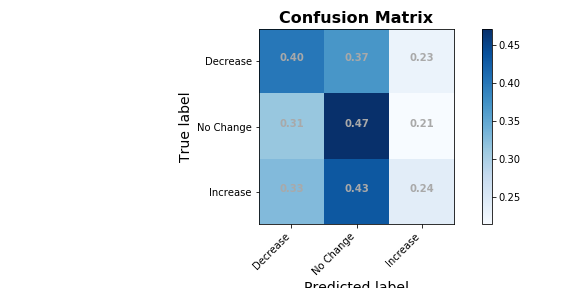 Confusion Matrix
0.45
Decrease 0.40 0.37 0.23
0.40
True label
No Change 0.31 0.47 0.21
0.35
0.30
Increase 0.43 0.24
0.25
Decrease No Change Increase
Predicted label